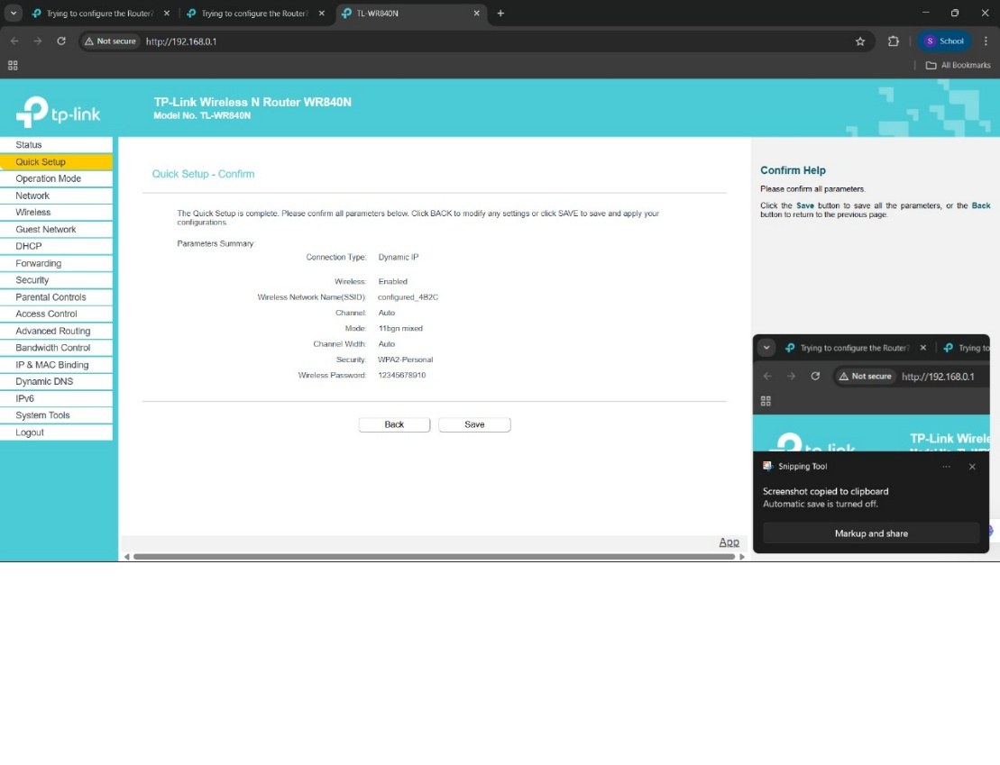 Trying to configure the Router?
Trying to configure the Router?
TL-WR840N
Not secure
http://192.168.0.1
S
School
All Bookmarks
tp-link
TP-Link Wireless N Router WR840N
Model No. TL-WR840N
Status
Quick Setup
Operation Mode
Network
Wireless
Guest Network
DHCP
Forwarding
Security
Parental Controls
Access Control
Advanced Routing
Bandwidth Control
IP & MAC Binding
Dynamic DNS
IPv6
System Tools
Logout
Quick Setup - Confirm
The Quick Setup is complete. Please confirm all parameters below. Click BACK to modify any settings or click SAVE to save and apply your
configurations.
Parameters Summary:
Connection Type: Dynamic IP
Wireless: Enabled
Wireless Network Name(SSID): configured_4B2C
Channel: Auto
Mode: 11bgn mixed
Channel Width: Auto
Security: WPA2-Personal
Wireless Password: 12345678910
Back Save
App
Confirm Help
Please confirm all parameters.
Click the Save button to save all the parameters, or the Back
button to return to the previous page.
Trying to configure the Router?
Trying to
Not secure
http://192.168.0.1
tp-link
TP-Link Wirele
Snipping Tool
Screenshot copied to clipboard
Automatic save is turned off.
Markup and share